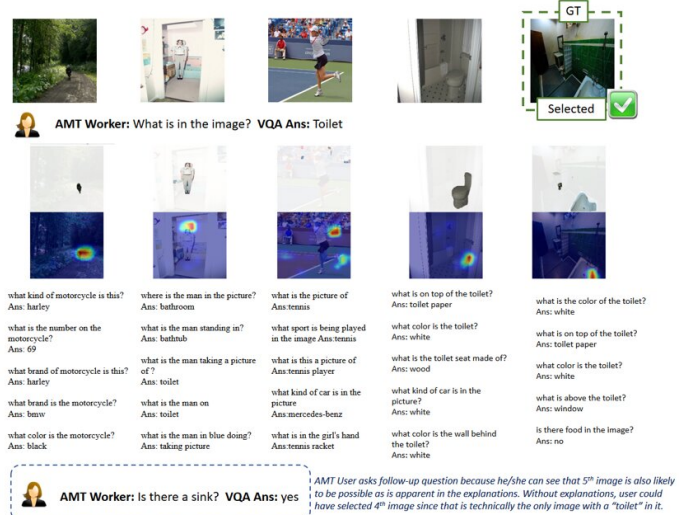 GT
Selected
AMT Worker: What is in the image? VQA Ans: Toilet
what kind of motorcycle is this?
Ans: harley
what is the number on the
motorcycle?
Ans: 69
what brand of motorcycle is this?
Ans: harley
what brand is the motorcycle?
Ans: bmw
what color is the motorcycle?
Ans: black
where is the man in the picture?
Ans: bathroom
what is the man standing in?
Ans: bathtub
what is the man taking a picture
of ?
Ans: toilet
what is the man on
Ans: toilet
what is the man in blue doing?
Ans: taking picture
what is the picture of
Ans:tennis
what sport is being played
in the image Ans:tennis
what is this a picture of
Ans:tennis player
what kind of car is in the
picture
Ans:mercedes-benz
what is in the girl's hand
Ans:tennis racket
what is on top of the toilet?
Ans: toilet paper
what color is the toilet?
Ans: white
what is the toilet seat made of?
Ans: wood
what kind of car is in the
picture?
Ans: white
what color is the wall behind
the toilet?
Ans: white
what is the color of the toilet?
Ans: white
what is on top of the toilet?
Ans: toilet paper
what color is the toilet?
Ans: white
what is above the toilet?
Ans: window
is there food in the image?
Ans: no
AMT Worker: Is there a sink? VQA Ans: yes
AMT User asks follow-up question because he/she can see that 5th image is also likely
to be possible as is apparent in the explanations. Without explanations, user could
have selected 4th image since that is technically the only image with a “toilet” in it.